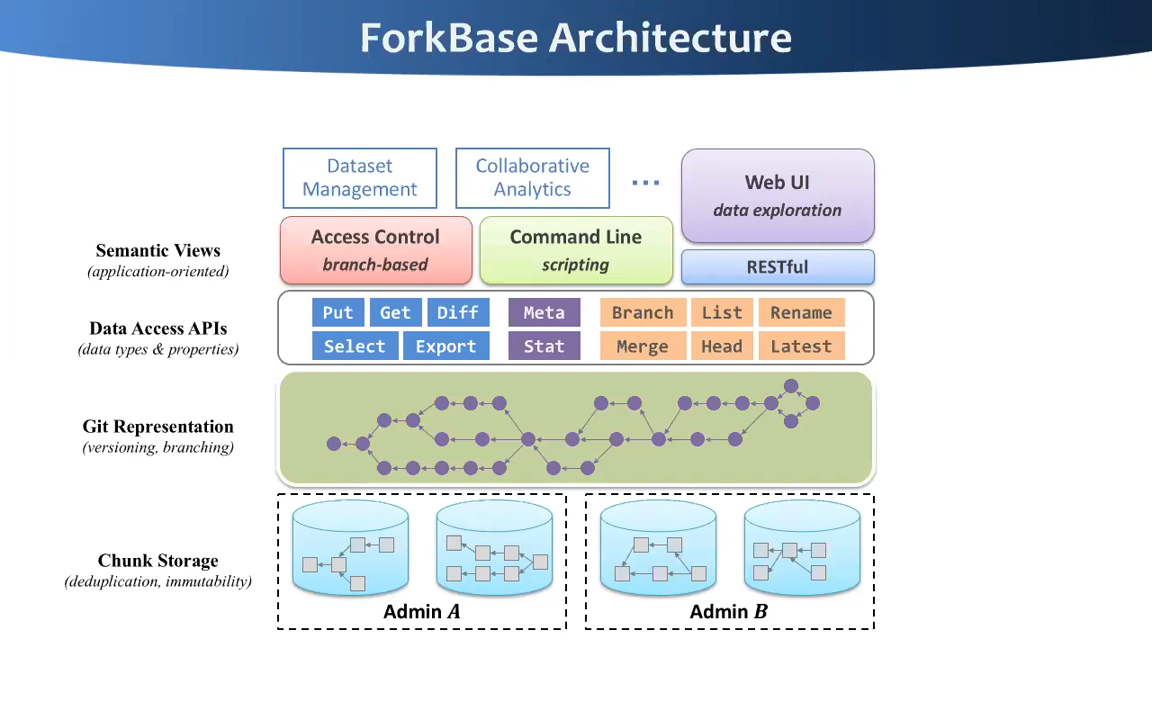 ForkBase Architecture
Dataset
Management
Collaborative
Analytics
...
Web UI
data exploration
Semantic Views
(application-oriented)
Access Control
branch-based
Command Line
scripting
RESTful
Data Access APIs
(data types & properties)
Put Get Diff Meta Branch List Rename
Select Export Stat Merge Head Latest
Git Representation
(versioning, branching)
Chunk Storage
(deduplication, immutability)
Admin A
Admin B